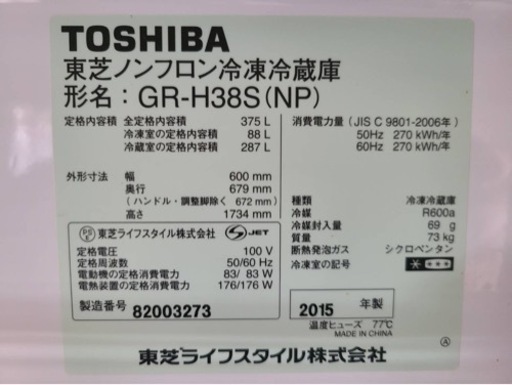 TOSHIBA
東芝ノンフロン冷凍冷蔵庫
形名：GR-H38S(NP)
定格内容積 全定格内容積 375 L
冷凍室の定格内容積 88 L
冷蔵室の定格内容積 287 L
消費電力量 (JIS C 9801-2006年)
50Hz 270 kWh/年
60Hz 270 kWh/年
外形寸法 幅 600 mm
奥行 679 mm
(ハンドル・調整脚除く 672 mm)
高さ 1734 mm
種類 冷凍冷蔵庫
冷媒 R600a
冷媒封入量 69 g
質量 73 kg
断熱発泡ガス シクロペンタン
冷凍室の記号
PS E 東芝ライフスタイル株式会社 JET
定格電圧 100 V
定格周波数 50/60 Hz
電動機の定格消費電力 83/ 83 W
電熱装置の定格消費電力 176/176 W
製造番号 82003273
2015 年製
温度ヒューズ 77℃
MADE IN CHINA
東芝ライフスタイル株式会社
Ⓐ